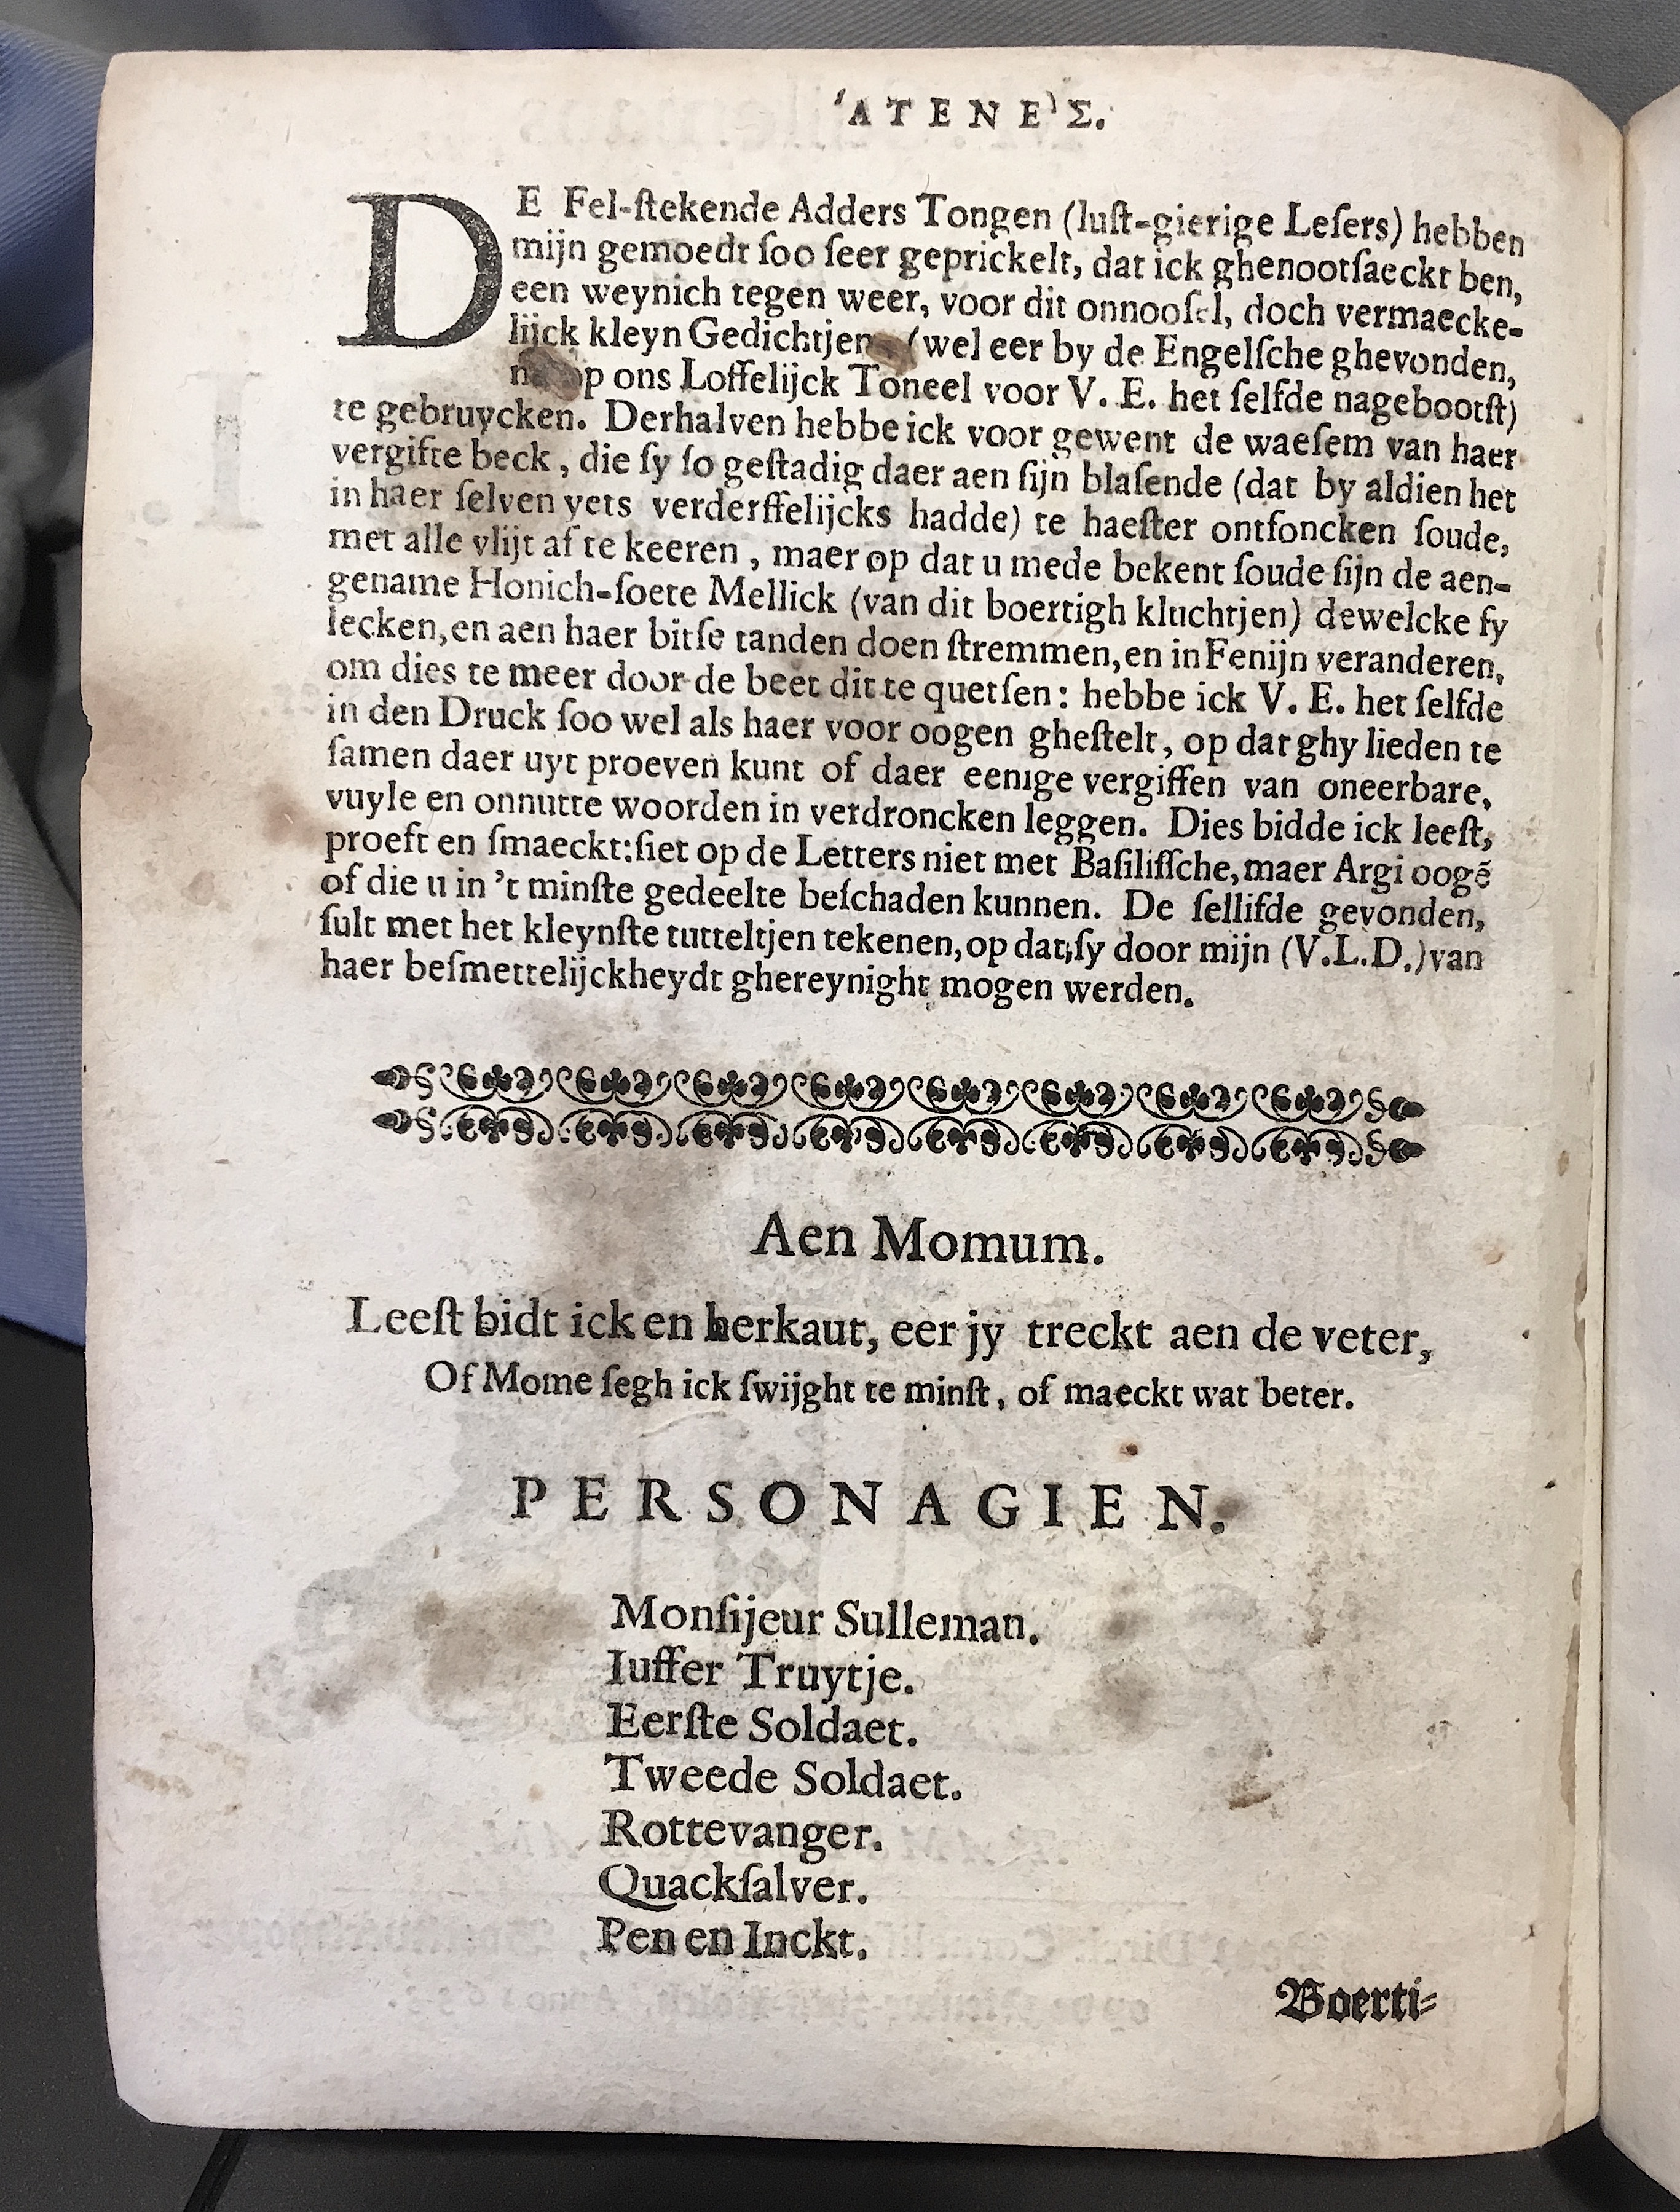 ʼΑΤΕΝΕ᾽Σ.
DE Fel-ſtekende Adders Tongen (luſt-gierige Leſers) hebben
mijn gemoedt ſoo ſeer geprickelt, dat ick ghenootſaeckt ben,
een weynich tegen weer, voor dit onnooſel, doch vermaecke-
lijck kleyn Gedichtjen (wel eer by de Engelſche ghevonden,
op ons Loffelijck Toneel voor V. E. het ſelfde nagebootſt)
te gebruycken. Derhalven hebbe ick voor gewent de waeſem van haer
vergifte beck, die ſy ſo geſtadig daer aen ſijn blaſende (dat by aldien het
in haer ſelven yets verderffelijcks hadde) te haeſter ontfoncken ſoude,
met alle vlijt af te keeren, maer op dat u mede bekent ſoude ſijn de aen-
gename Honich-ſoete Mellick (van dit boertigh kluchtjen) dewelcke ſy
lecken, en aen haer bitſe tanden doen ſtremmen, en in Fenijn veranderen,
om dies te meer door de beet dit te quetſen: hebbe ick V. E. het ſelfde
in den Druck ſoo wel als haer voor oogen gheſtelt, op dat ghy lieden te
ſamen daer uyt proeven kunt of daer eenige vergiffen van oneerbare,
vuyle en onnutte woorden in verdroncken leggen. Dies bidde ick leeſt,
proeft en ſmaeckt: ſiet op de Letters niet met Baſiliſſche, maer Argi oogẽ
of die u in 't minſte gedeelte beſchaden kunnen. De ſellifde gevonden,
ſult met het kleynſte tutteltjen tekenen, op dat ſy door mijn (V.L.D.) van
haer beſmettelijckheydt ghereynight mogen werden.
Aen Momum.
Leeſt bidt ick en herkaut, eer jy treckt aen de veter,
Of Mome ſegh ick ſwijght te minſt, of maeckt wat beter.
PERSONAGIEN.
Monſijeur Sulleman.
Iuffer Truytje.
Eerſte Soldaet.
Tweede Soldaet.
Rottevanger.
Quackſalver.
Pen en Inckt.
Boerti-